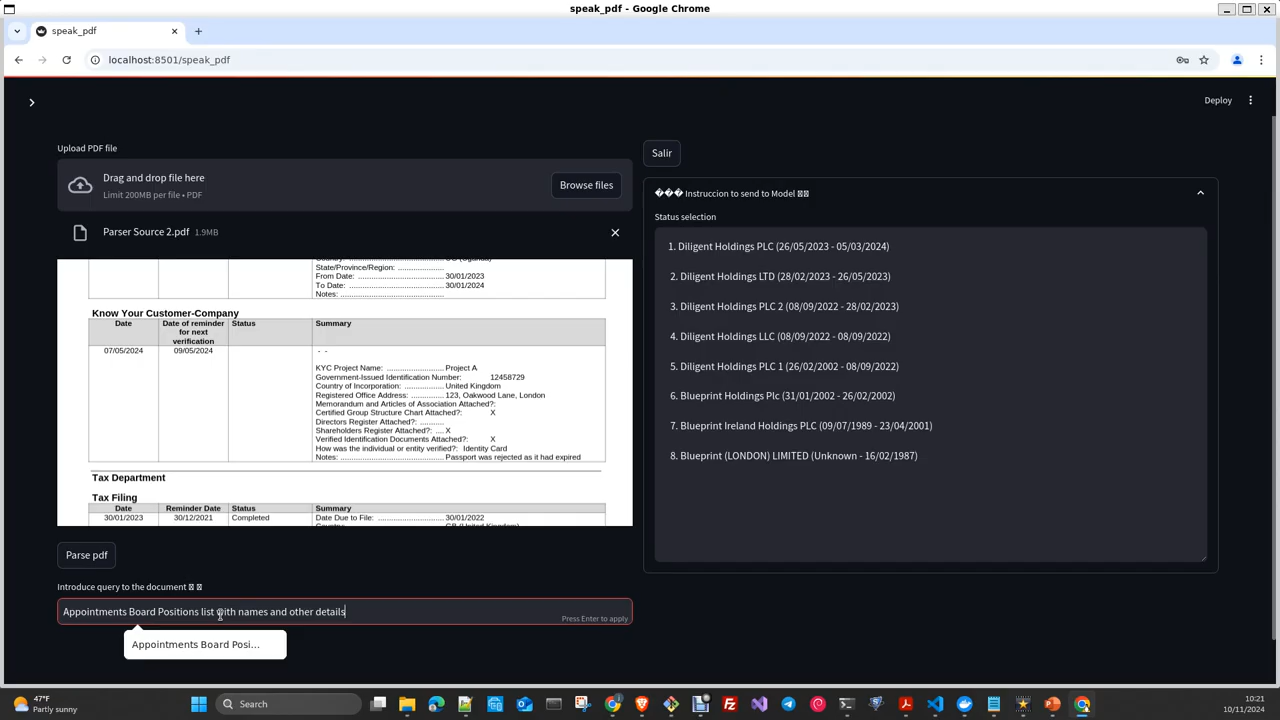 speak_pdf - Google Chrome
speak_pdf
localhost:8501/speak_pdf
Deploy
Upload PDF file
Drag and drop file here
Limit 200MB per file • PDF
Browse files
Parser Source 2.pdf 1.9MB
State/Province/Region: ..................
From Date: .................................. 30/01/2023
To Date: ...................................... 30/01/2024
Notes: .........................................
Know Your Customer-Company
Date Date of reminder for next verification Status Summary
07/05/2024 09/05/2024 - -
KYC Project Name: ....................... Project A
Government-Issued Identification Number: 12458729
Country of Incorporation: .............. United Kingdom
Registered Office Address: ............ 123, Oakwood Lane, London
Memorandum and Articles of Association Attached?:
Certified Group Structure Chart Attached?: X
Directors Register Attached?: ........
Shareholders Register Attached?: .... X
Verified Identification Documents Attached?: X
How was the individual or entity verified?: Identity Card
Notes: ......................................... Passport was rejected as it had expired
Tax Department
Tax Filing
Date Reminder Date Status Summary
30/01/2023 30/12/2021 Completed Date Due to File: .......................... 30/01/2022
Parse pdf
Introduce query to the document
Appointments Board Positions list with names and other details
Press Enter to apply
Appointments Board Posi...
Salir
��� Instruccion to send to Model
Status selection
1. Diligent Holdings PLC (26/05/2023 - 05/03/2024)
2. Diligent Holdings LTD (28/02/2023 - 26/05/2023)
3. Diligent Holdings PLC 2 (08/09/2022 - 28/02/2023)
4. Diligent Holdings LLC (08/09/2022 - 08/09/2022)
5. Diligent Holdings PLC 1 (26/02/2002 - 08/09/2022)
6. Blueprint Holdings Plc (31/01/2002 - 26/02/2002)
7. Blueprint Ireland Holdings PLC (09/07/1989 - 23/04/2001)
8. Blueprint (LONDON) LIMITED (Unknown - 16/02/1987)
47°F
Partly sunny
Search
10:21
10/11/2024